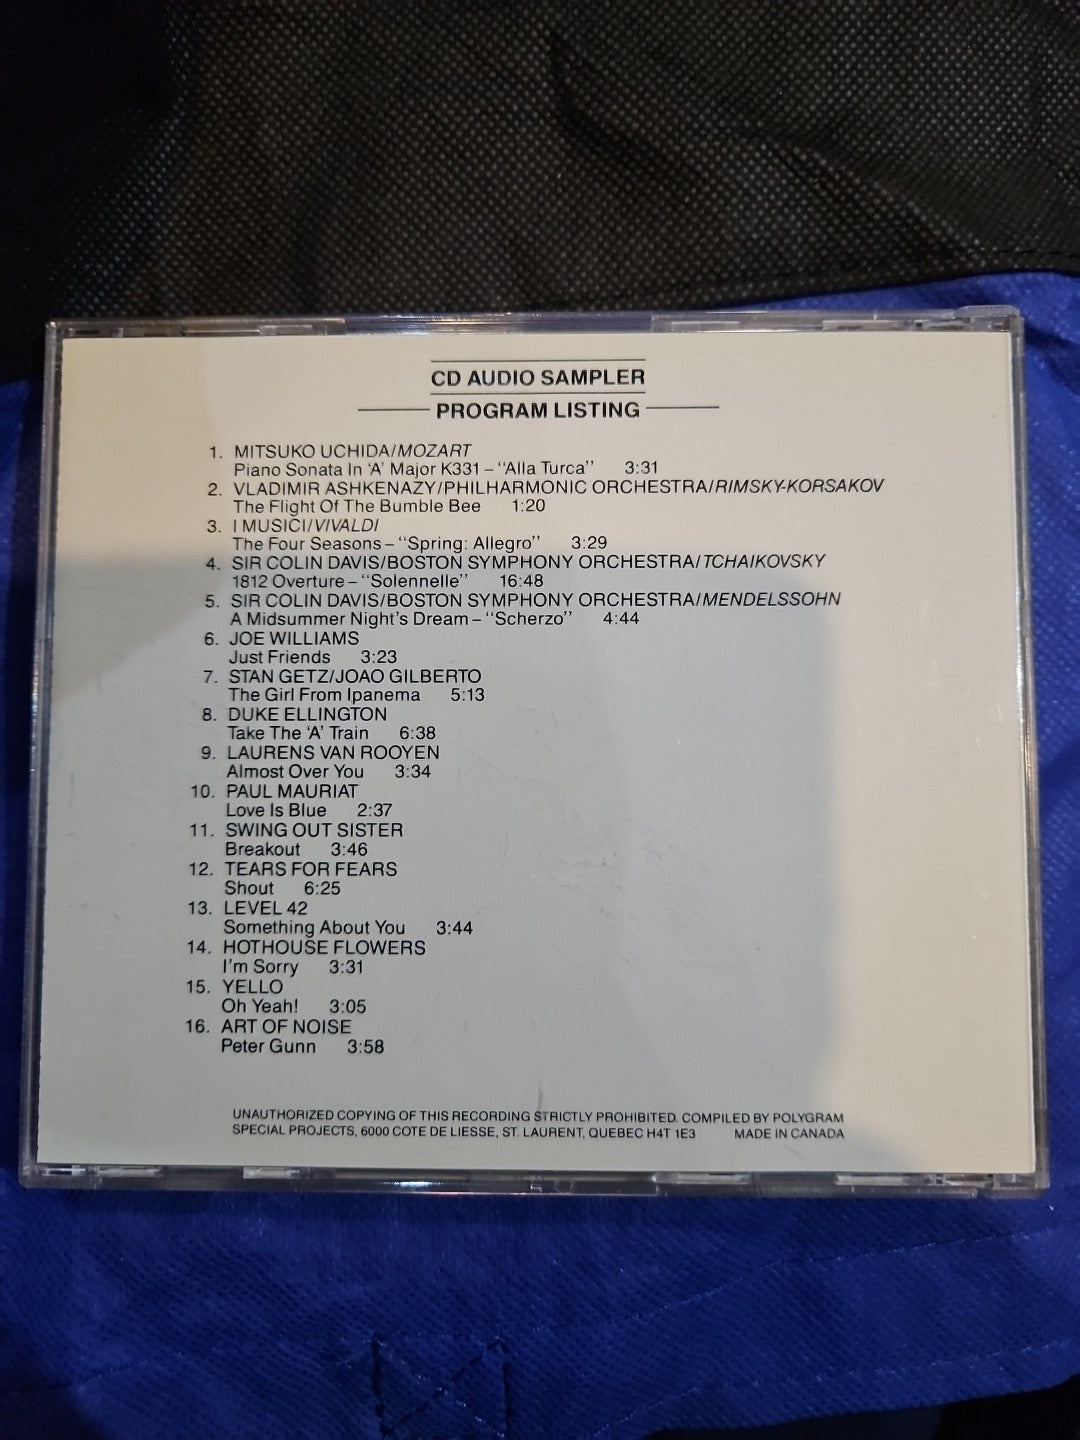 CD AUDIO SAMPLER
PROGRAM LISTING
1. MITSUKO UCHIDA/MOZART
Piano Sonata In 'A' Major K331 – "Alla Turca" 3:31
2. VLADIMIR ASHKENAZY/PHILHARMONIC ORCHESTRA/RIMSKY-KORSAKOV
The Flight Of The Bumble Bee 1:20
3. I MUSICI/VIVALDI
The Four Seasons – "Spring: Allegro" 3:29
4. SIR COLIN DAVIS/BOSTON SYMPHONY ORCHESTRA/TCHAIKOVSKY
1812 Overture – "Solennelle" 16:48
5. SIR COLIN DAVIS/BOSTON SYMPHONY ORCHESTRA/MENDELSSOHN
A Midsummer Night's Dream – "Scherzo" 4:44
6. JOE WILLIAMS
Just Friends 3:23
7. STAN GETZ/JOAO GILBERTO
The Girl From Ipanema 5:13
8. DUKE ELLINGTON
Take The 'A' Train 6:38
9. LAURENS VAN ROOYEN
Almost Over You 3:34
10. PAUL MAURIAT
Love Is Blue 2:37
11. SWING OUT SISTER
Breakout 3:46
12. TEARS FOR FEARS
Shout 6:25
13. LEVEL 42
Something About You 3:44
14. HOTHOUSE FLOWERS
I'm Sorry 3:31
15. YELLO
Oh Yeah! 3:05
16. ART OF NOISE
Peter Gunn 3:58
UNAUTHORIZED COPYING OF THIS RECORDING STRICTLY PROHIBITED. COMPILED BY POLYGRAM
SPECIAL PROJECTS, 6000 COTE DE LIESSE, ST. LAURENT, QUEBEC H4T 1E3 MADE IN CANADA